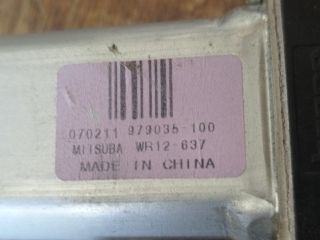 070211 979035-100
MITSUBA WR12-637
MADE IN CHINA